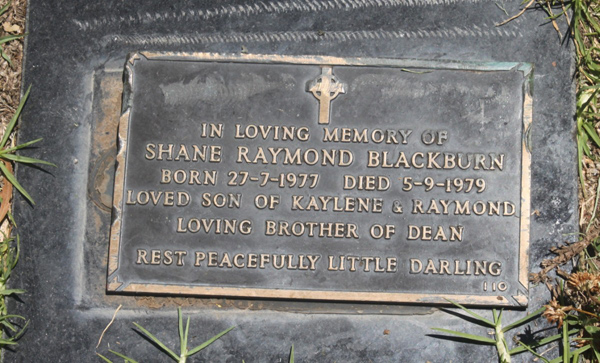 IN LOVING MEMORY OF
SHANE RAYMOND BLACKBURN
BORN 27-7-1977 DIED 5-9-1979
LOVED SON OF KAYLENE & RAYMOND
LOVING BROTHER OF DEAN
REST PEACEFULLY LITTLE DARLING
110